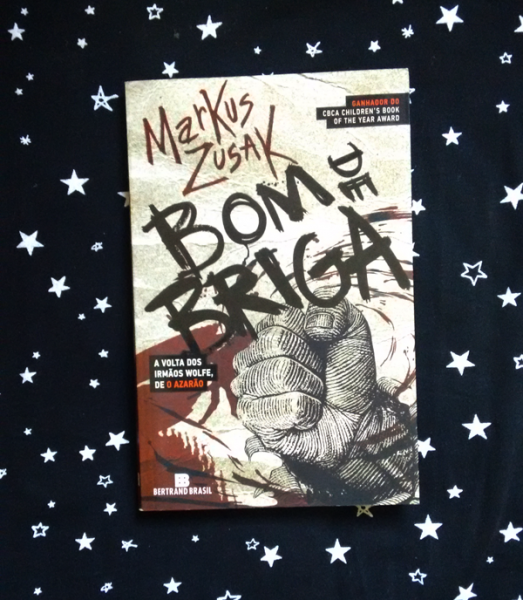 MarKus
Zusak
GANHADOR DO
CBCA CHILDREN'S BOOK
OF THE YEAR AWARD
BOM DE
BRIGA
A VOLTA DOS
IRMÃOS WOLFE,
DE O AZARÃO
BB
BERTRAND BRASIL